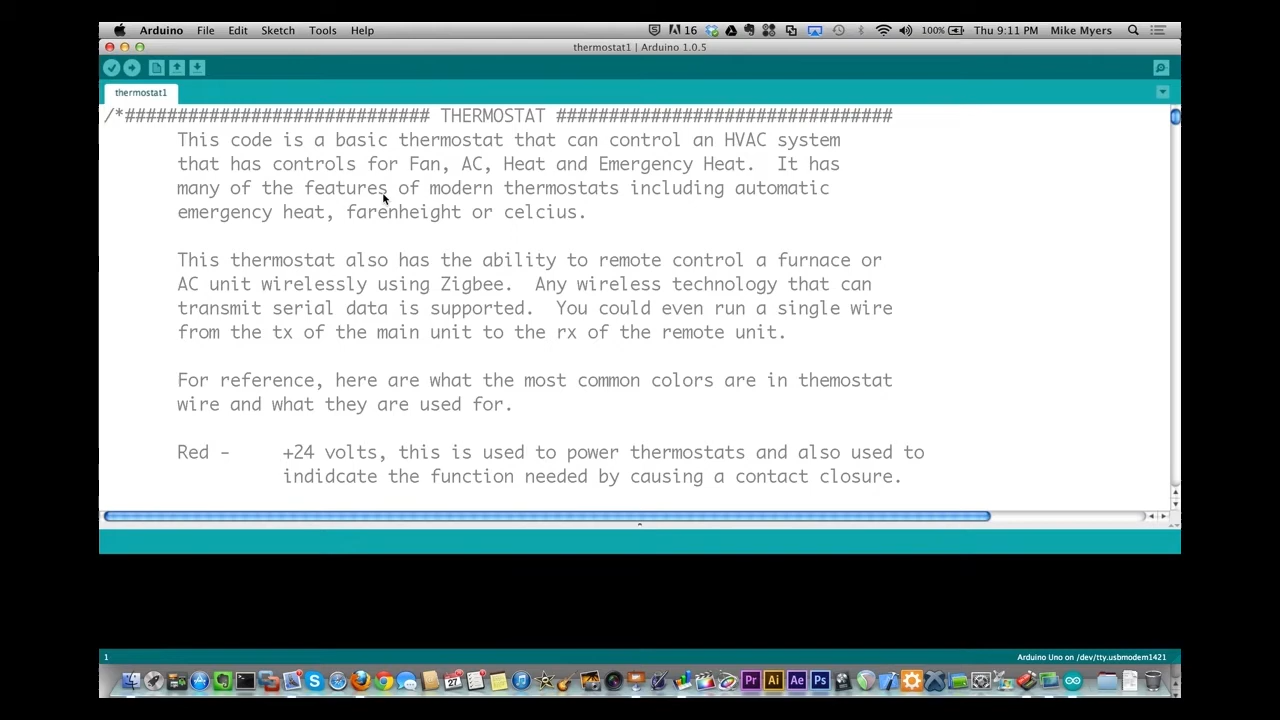 Arduino File Edit Sketch Tools Help 16 100% Thu 9:11 PM Mike Myers
thermostat1 | Arduino 1.0.5
thermostat1
/*############################# THERMOSTAT ################################
This code is a basic thermostat that can control an HVAC system
that has controls for Fan, AC, Heat and Emergency Heat.  It has
many of the features of modern thermostats including automatic
emergency heat, farenheight or celcius.
This thermostat also has the ability to remote control a furnace or
AC unit wirelessly using Zigbee.  Any wireless technology that can
transmit serial data is supported.  You could even run a single wire
from the tx of the main unit to the rx of the remote unit.
For reference, here are what the most common colors are in themostat
wire and what they are used for.
Red –     +24 volts, this is used to power thermostats and also used to
indidcate the function needed by causing a contact closure.
1 Arduino Uno on /dev/tty.usbmodem1421
27 Pr Ai Ae Ps